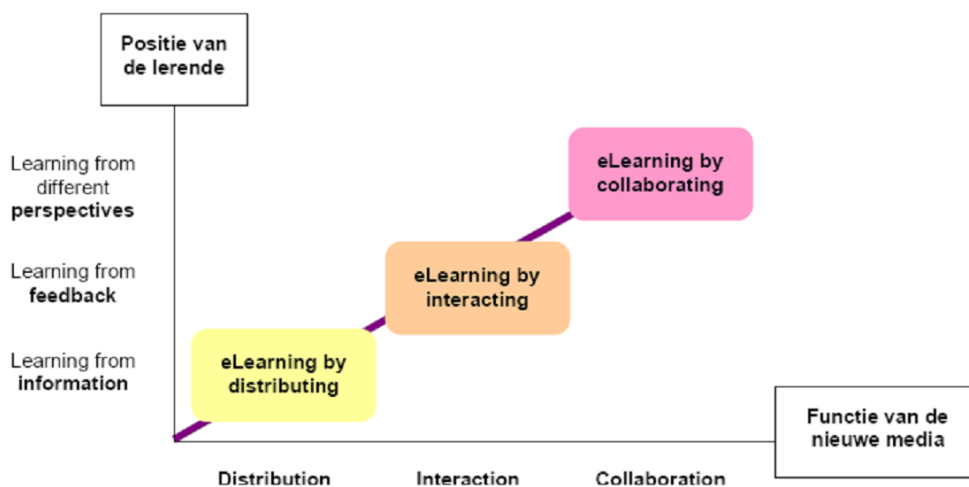 Positie van
de lerende
Learning from
different
perspectives
eLearning by
collaborating
Learning from
feedback
eLearning by
interacting
Learning from
information
eLearning by
distributing
Functie van de
nieuwe media
Distribution
Interaction
Collaboration